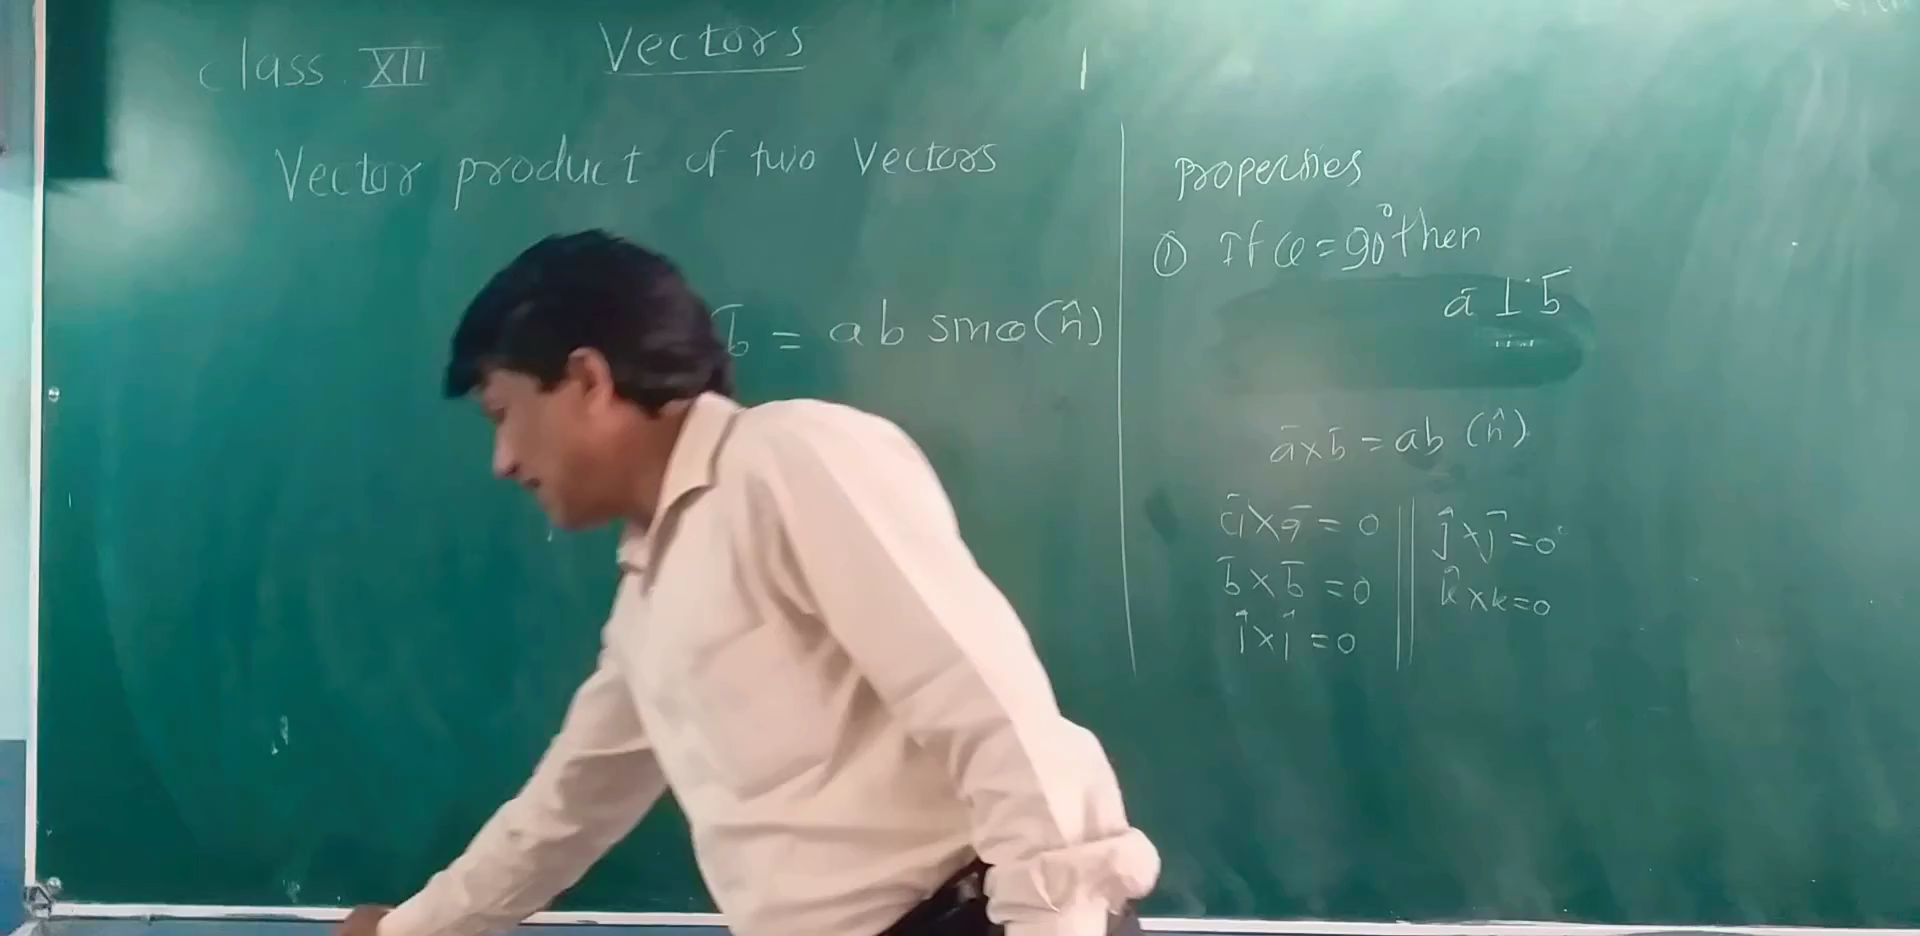 class XII
Vectors
Vector product of two vectors
b̄ = ab sinθ(n̂)
properties
① If θ=90° then
ā ⊥ b̄
ā×b̄ = ab (n̂)
ā×ā = 0
b̄×b̄ = 0
î×î = 0
ĵ×j̄=0
k̂×k=0